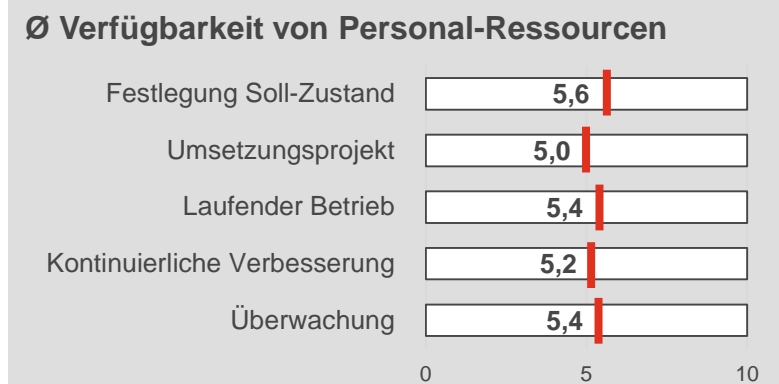 Ø Verfügbarkeit von Personal-Ressourcen
Festlegung Soll-Zustand 5,6
Umsetzungsprojekt 5,0
Laufender Betrieb 5,4
Kontinuierliche Verbesserung 5,2
Überwachung 5,4
0 5 10